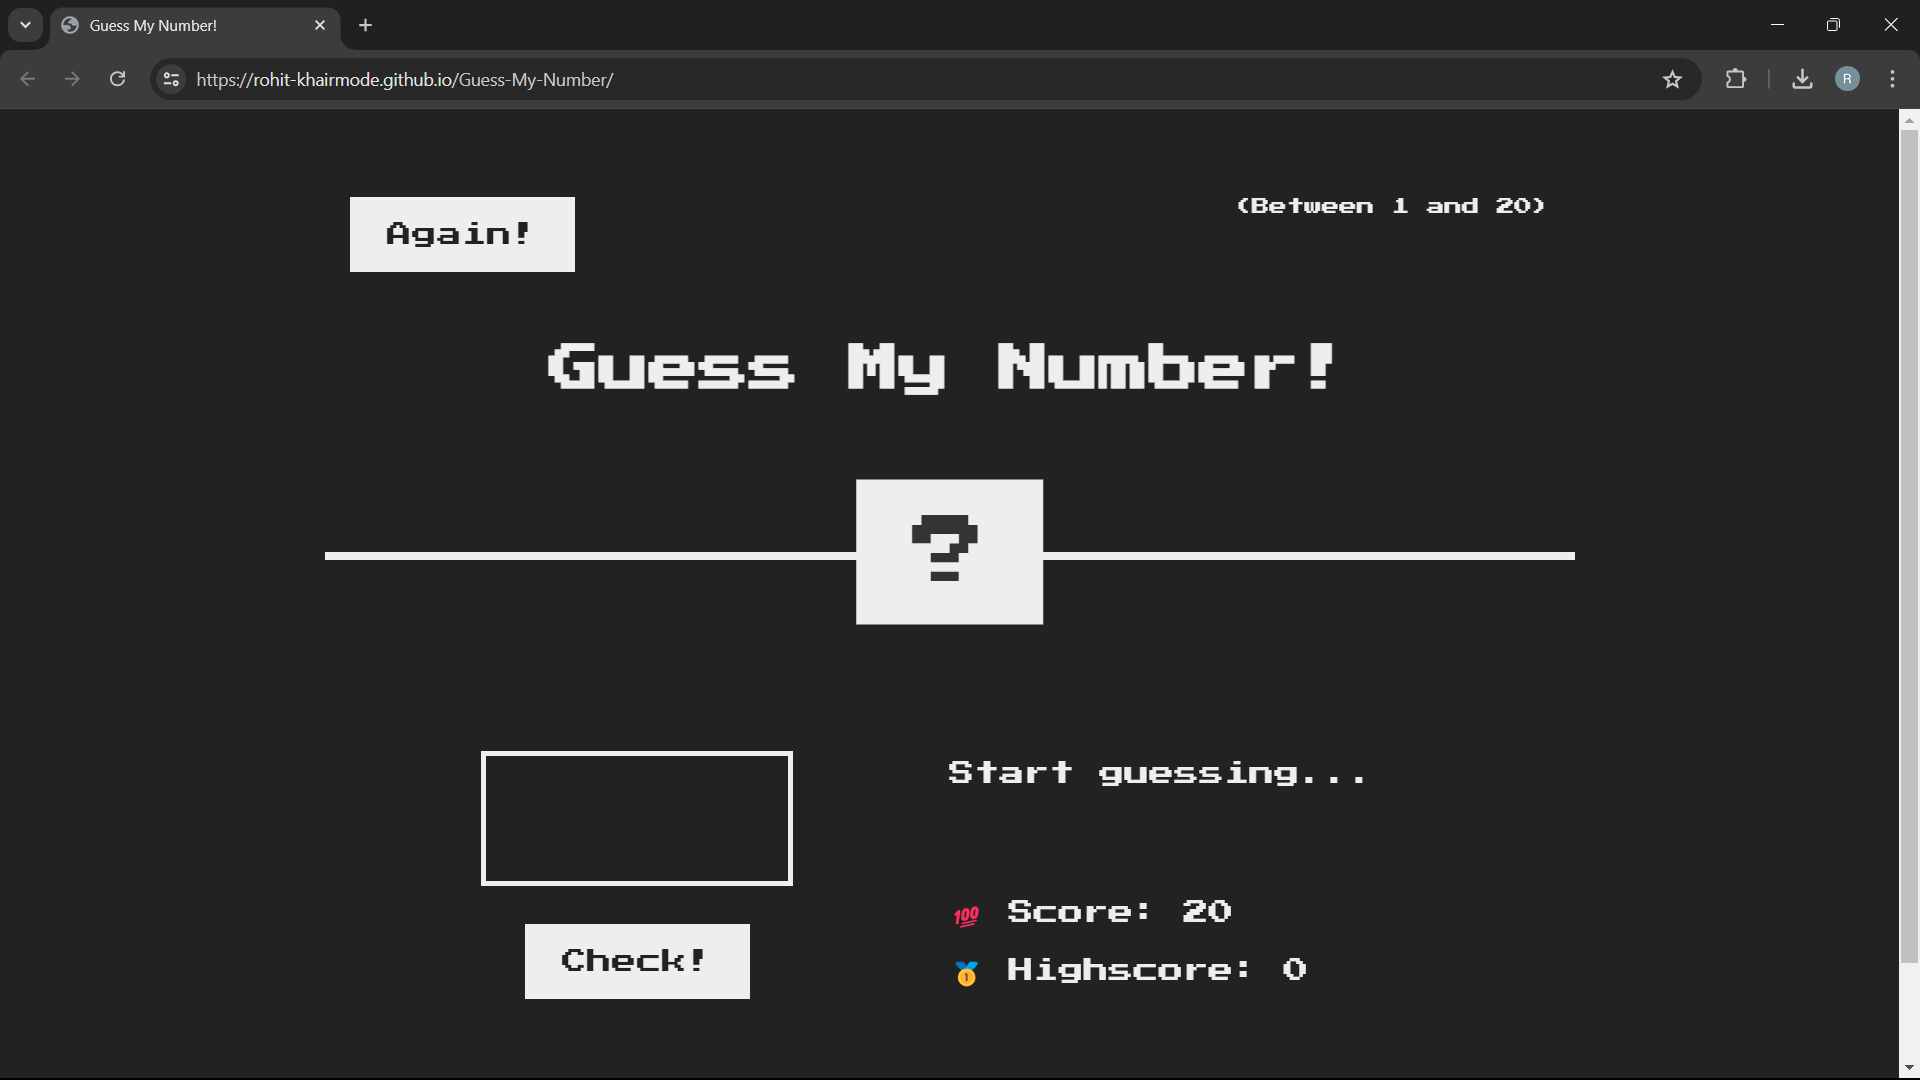 Guess My Number!
https://rohit-khairmode.github.io/Guess-My-Number/
R
Again!
(Between 1 and 20)
Guess My Number!
?
Start guessing...
💯 Score: 20
Check!
🥇 Highscore: 0